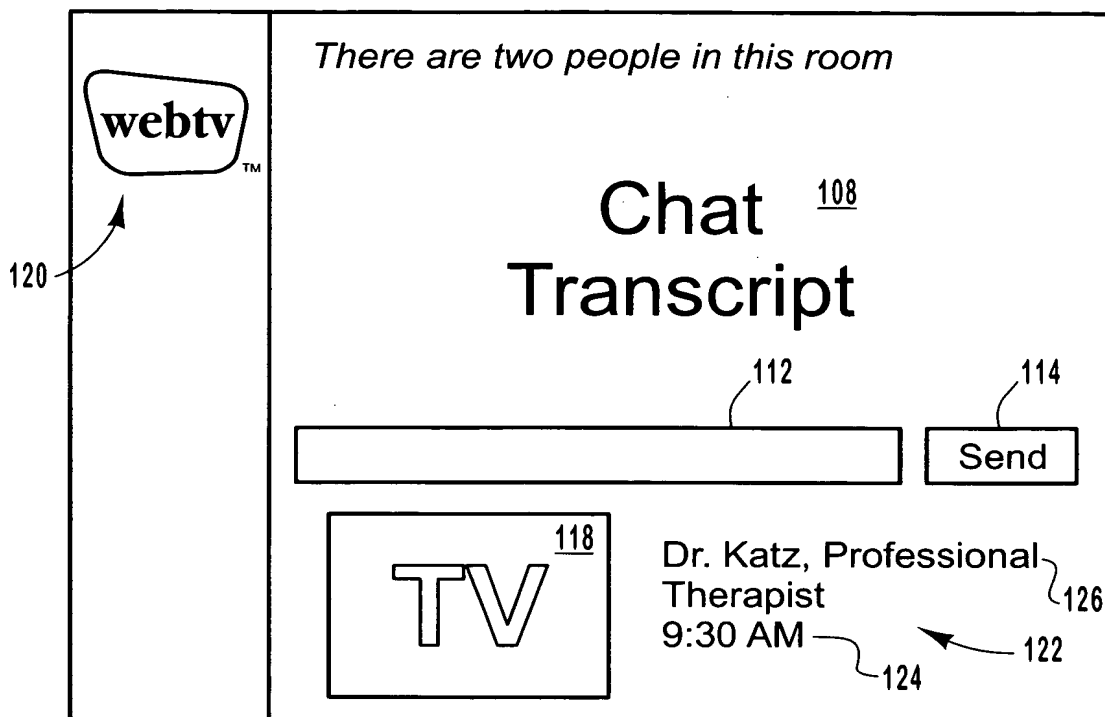 There are two people in this room
webtv
TM
Chat 108
Transcript
120
112
114
Send
118
TV
Dr. Katz, Professional
Therapist
126
9:30 AM
122
124